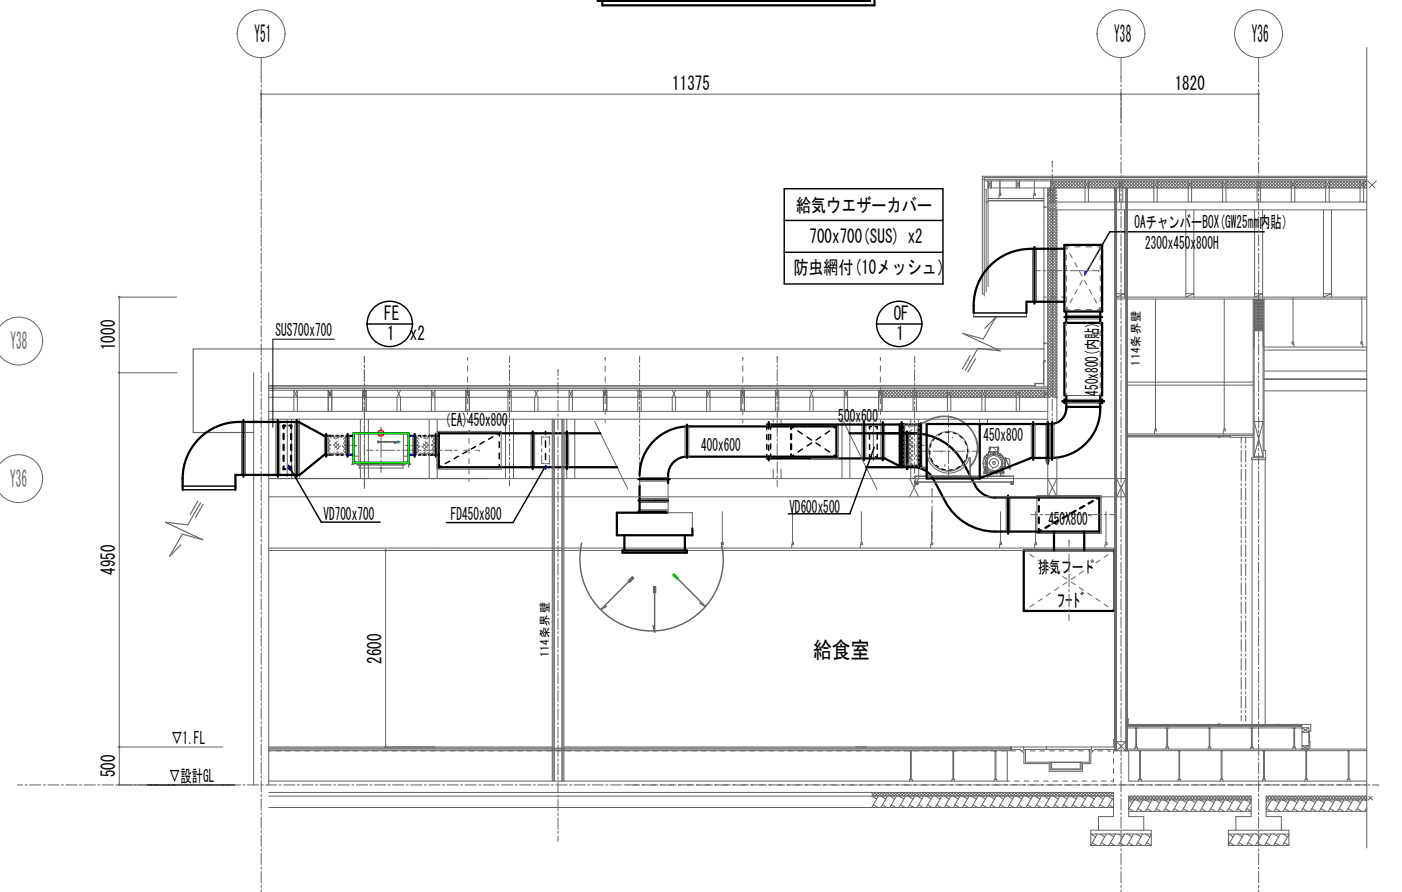 Y51
Y38
Y36
11375
1820
給気ウエザーカバー
700x700(SUS) x2
防虫網付(10メッシュ)
OAチャンバーBOX(GW25mm内貼)
2300x450x800H
1000
Y38
SUS700x700
FE
1
x2
OF
1
450x800(内貼)
114条界壁
(EA)450x800
500x600
400x600
450x800
Y36
VD700x700
FD450x800
VD600x500
450X800
4950
排気フード
フード
114条界壁
2600
給食室
▽1.FL
500
▽設計GL